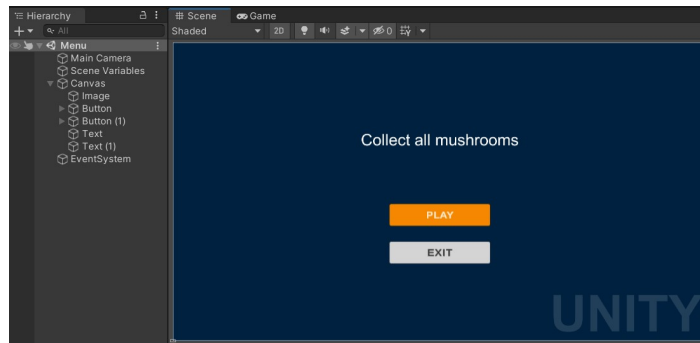 Hierarchy
All
Menu
Main Camera
Scene Variables
Canvas
Image
Button
Button (1)
Text
Text (1)
EventSystem
Scene
Game
Shaded
2D
0
Collect all mushrooms
PLAY
EXIT
UNITY